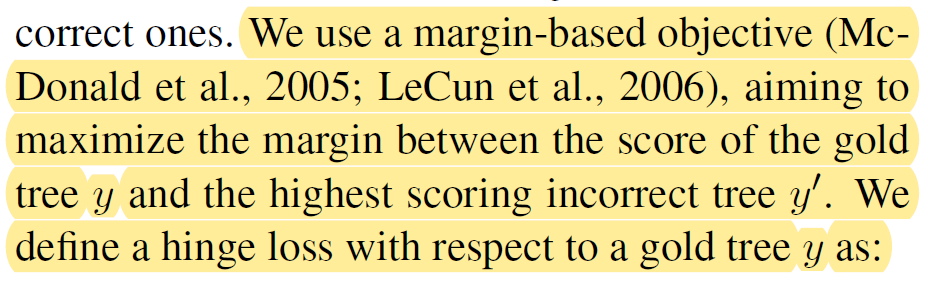 correct ones. We use a margin-based objective (Mc-
Donald et al., 2005; LeCun et al., 2006), aiming to
maximize the margin between the score of the gold
tree y and the highest scoring incorrect tree y′. We
define a hinge loss with respect to a gold tree y as: